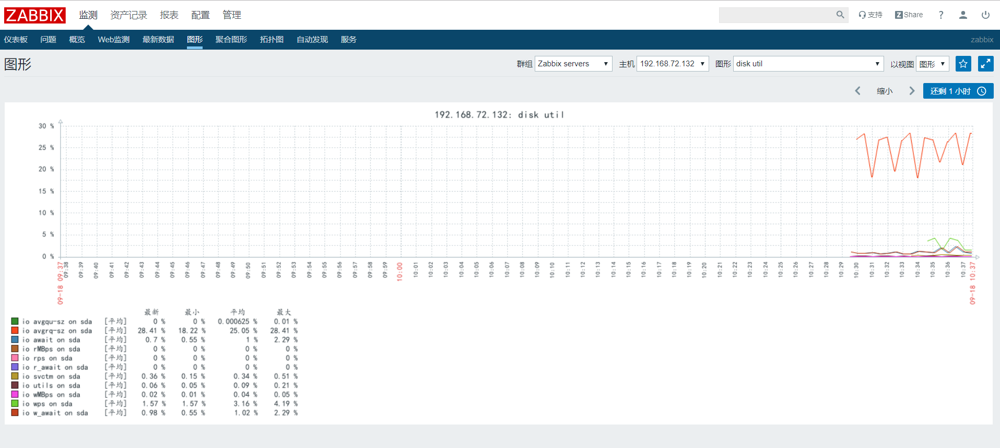 ZABBIX 监测 资产记录 报表 配置 管理 支持 Z Share ?
仪表板 问题 概览 Web监测 最新数据 图形 聚合图形 拓扑图 自动发现 服务 zabbix
图形 群组 Zabbix servers 主机 192.168.72.132 图形 disk util 以视图 图形
缩小 还剩 1 小时
192.168.72.132: disk util
30 %
25 %
20 %
15 %
10 %
5 %
0 %
09-18 09:37 09:38 09:39 09:40 09:41 09:42 09:43 09:44 09:45 09:46 09:47 09:48 09:49 09:50 09:51 09:52 09:53 09:54 09:55 09:56 09:57 09:58 09:59 10:00 10:01 10:02 10:03 10:04 10:05 10:06 10:07 10:08 10:09 10:10 10:11 10:12 10:13 10:14 10:15 10:16 10:17 10:18 10:19 10:20 10:21 10:22 10:23 10:24 10:25 10:26 10:27 10:28 10:29 10:30 10:31 10:32 10:33 10:34 10:35 10:36 10:37 09-18 10:37
最新 最小 平均 最大
io avgqu-sz on sda [平均] 0 % 0 % 0.000625 % 0.01 %
io avgrq-sz on sda [平均] 28.41 % 18.22 % 25.05 % 28.41 %
io await on sda [平均] 0.7 % 0.55 % 1 % 2.29 %
io rMBps on sda [平均] 0 % 0 % 0 % 0 %
io rps on sda [平均] 0 % 0 % 0 % 0 %
io r_await on sda [平均] 0 % 0 % 0 % 0 %
io svctm on sda [平均] 0.36 % 0.15 % 0.34 % 0.51 %
io utils on sda [平均] 0.06 % 0.05 % 0.09 % 0.21 %
io wMBps on sda [平均] 0.02 % 0.01 % 0.04 % 0.05 %
io wps on sda [平均] 1.57 % 1.57 % 3.16 % 4.19 %
io w_await on sda [平均] 0.98 % 0.55 % 1.02 % 2.29 %